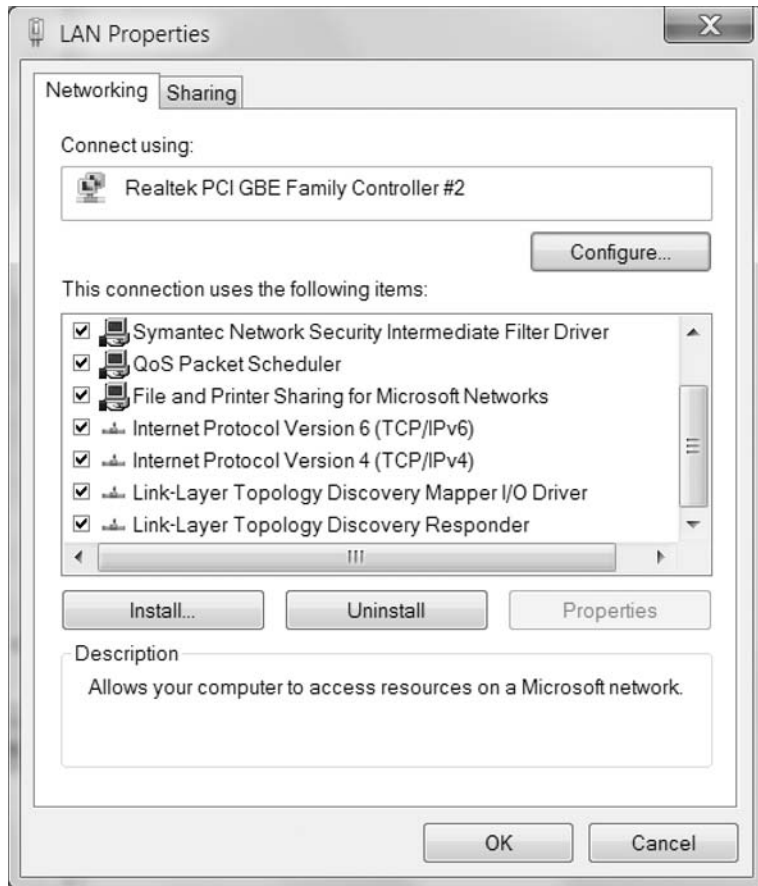 LAN Properties
Networking
Sharing
Connect using:
Realtek PCI GBE Family Controller #2
Configure...
This connection uses the following items:
Symantec Network Security Intermediate Filter Driver
QoS Packet Scheduler
File and Printer Sharing for Microsoft Networks
Internet Protocol Version 6 (TCP/IPv6)
Internet Protocol Version 4 (TCP/IPv4)
Link-Layer Topology Discovery Mapper I/O Driver
Link-Layer Topology Discovery Responder
Install...
Uninstall
Properties
Description
Allows your computer to access resources on a Microsoft network.
OK
Cancel